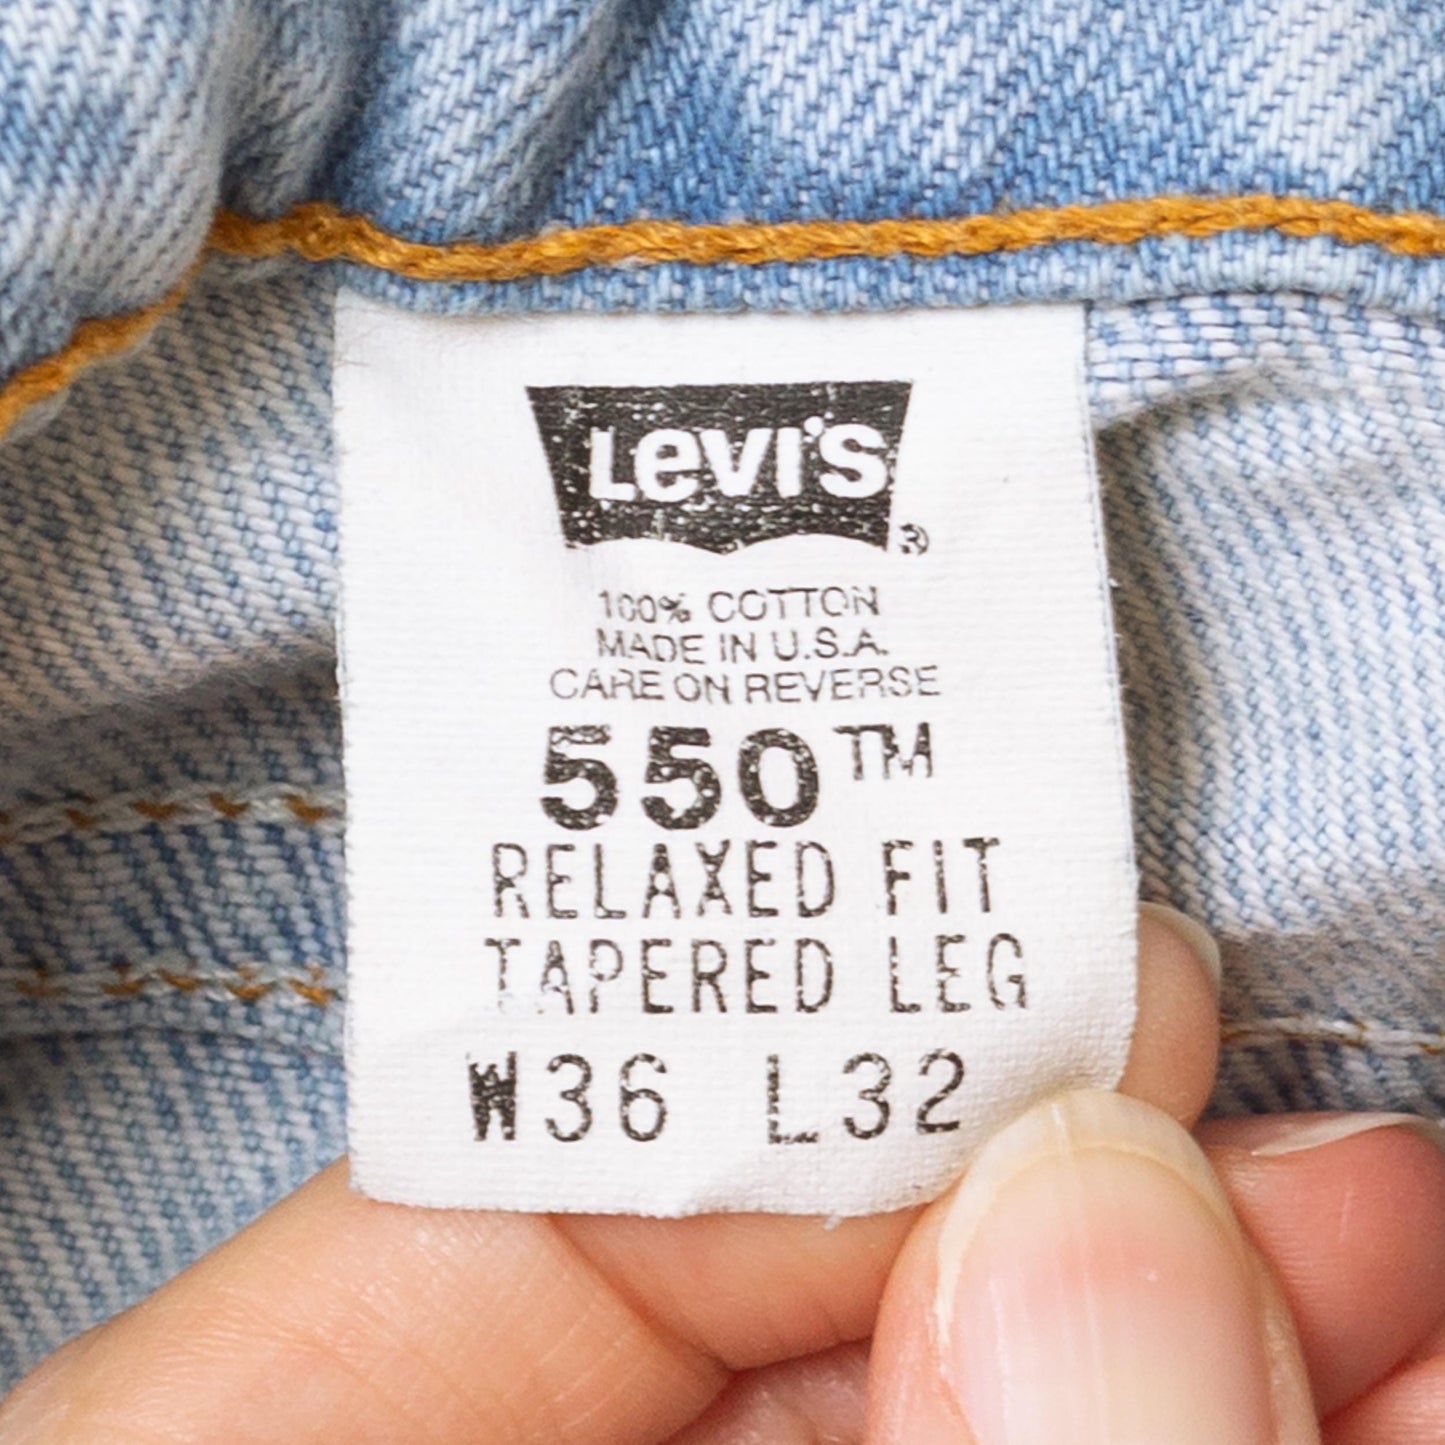 Levi's ®
100% COTTON
MADE IN U.S.A.
CARE ON REVERSE
550™
RELAXED FIT
TAPERED LEG
W36 L32